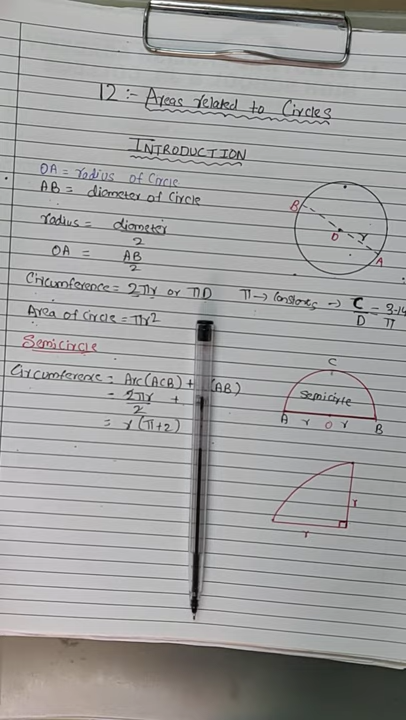 12:- Areas related to Circles
INTRODUCTION
OA = radius of Circle
AB = diameter of Circle
radius = diameter
2
OA = AB
2
Circumference = 2πr or πD
π → Constant → C = 3.14
D π
Area of circle = πr2
B
O
r
A
Semicircle
Circumference = Arc(ACB) + (AB)
= 2πr +
2
= r(π+2)
C
semicircle
A r O r B
r
r